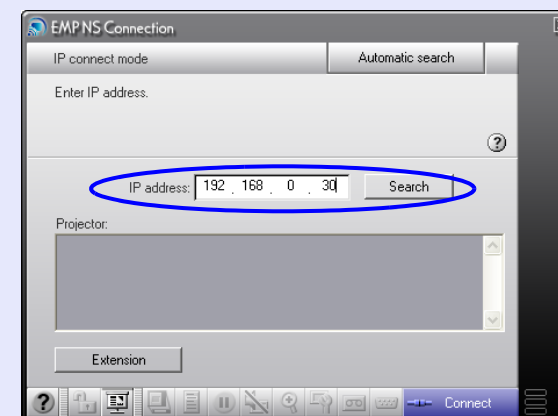 EMP NS Connection
IP connect mode
Automatic search
Enter IP address.
?
IP address: 192 . 168 . 0 . 30 Search
Projector:
Extension
? Connect